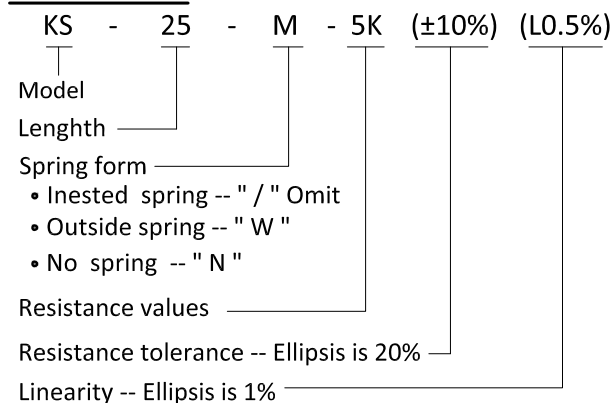 KS - 25 - M - 5K (±10%) (L0.5%)
Model
Lenghth
Spring form
• Inested spring -- " / " Omit
• Outside spring -- " W "
• No spring -- " N "
Resistance values
Resistance tolerance -- Ellipsis is 20%
Linearity -- Ellipsis is 1%